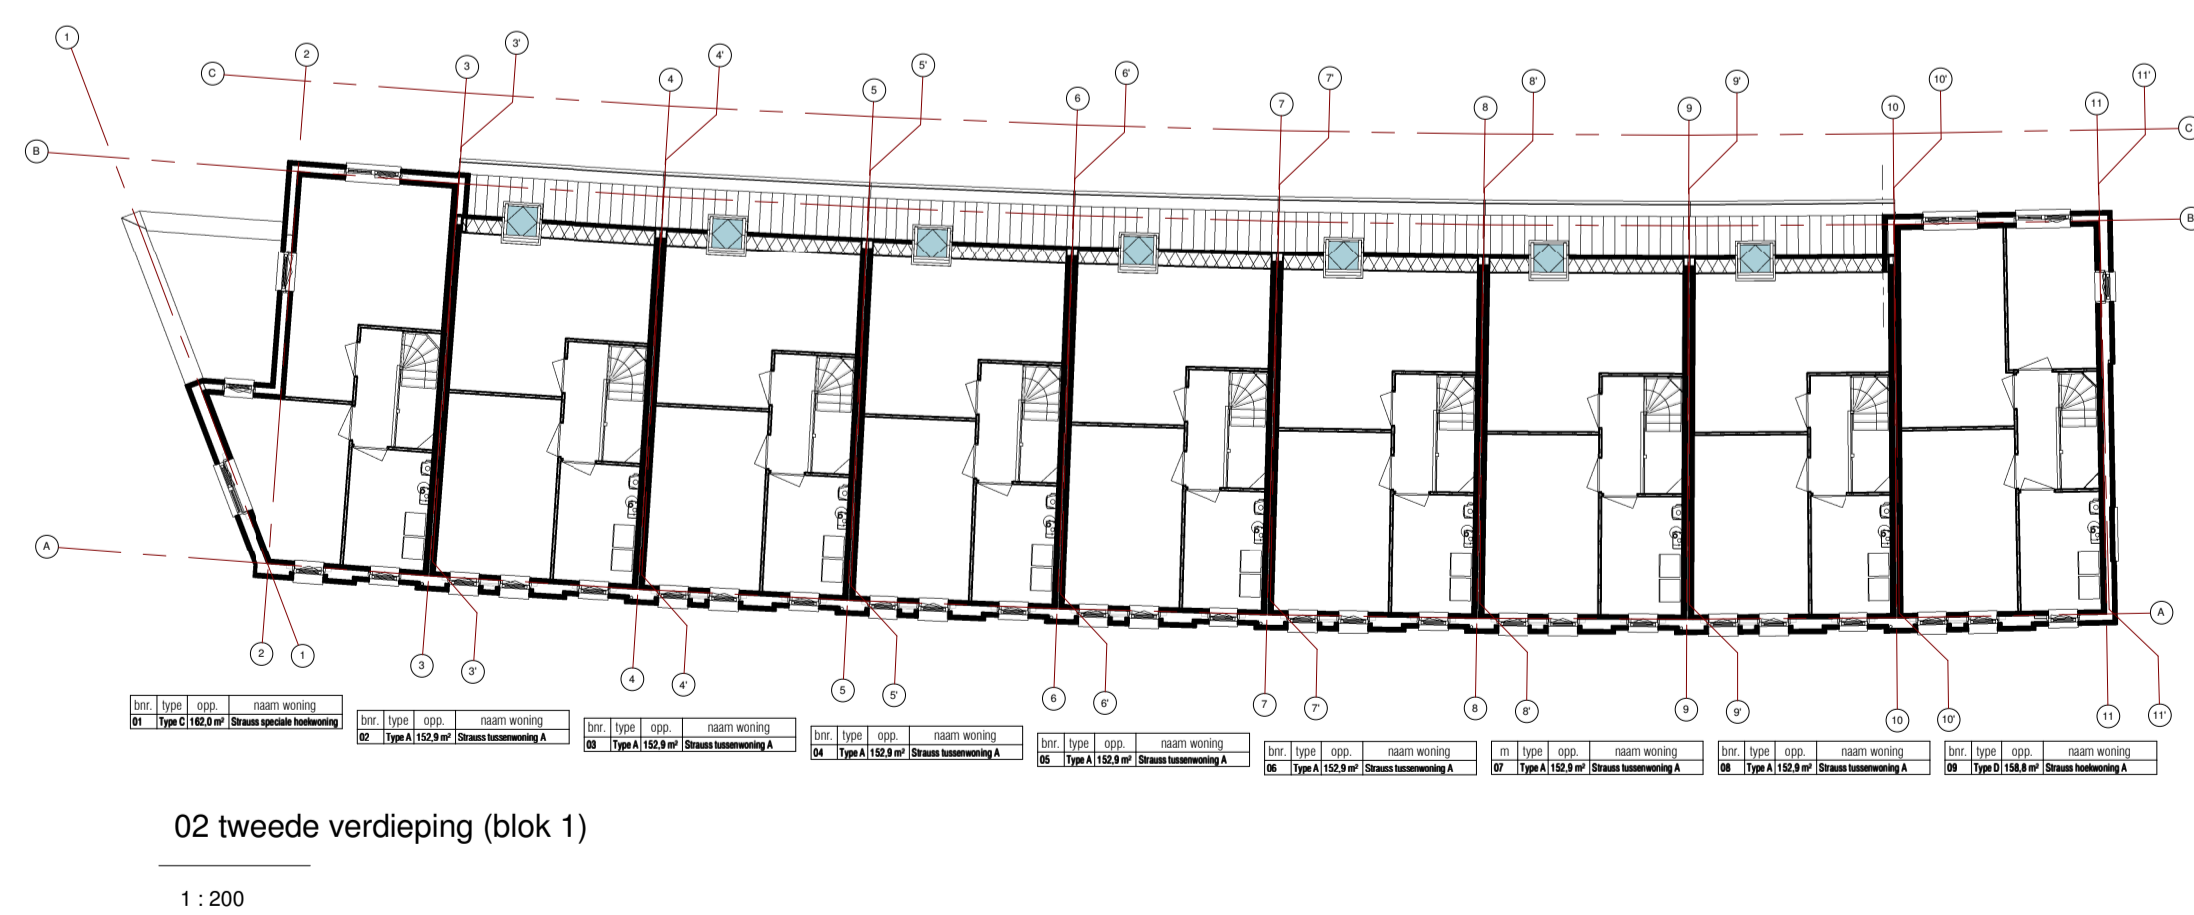 1
2
C
3
3'
4
4'
5
5'
6
6'
7
7'
8
8'
9
9'
10
10'
11
11'
C
B
B
A
A
2
1
3
3'
4
4'
5
5'
6
6'
7
7'
8
8'
9
9'
10
10'
11
11'
bnr. type opp. naam woning
01 Type C 162,0 m² Strauss speciale hoekwoning
bnr. type opp. naam woning
02 Type A 152,9 m² Strauss tussenwoning A
bnr. type opp. naam woning
03 Type A 152,9 m² Strauss tussenwoning A
bnr. type opp. naam woning
04 Type A 152,9 m² Strauss tussenwoning A
bnr. type opp. naam woning
05 Type A 152,9 m² Strauss tussenwoning A
bnr. type opp. naam woning
06 Type A 152,9 m² Strauss tussenwoning A
m type opp. naam woning
07 Type A 152,9 m² Strauss tussenwoning A
bnr. type opp. naam woning
08 Type A 152,9 m² Strauss tussenwoning A
bnr. type opp. naam woning
09 Type D 158,8 m² Strauss hoekwoning A
02 tweede verdieping (blok 1)
1 : 200